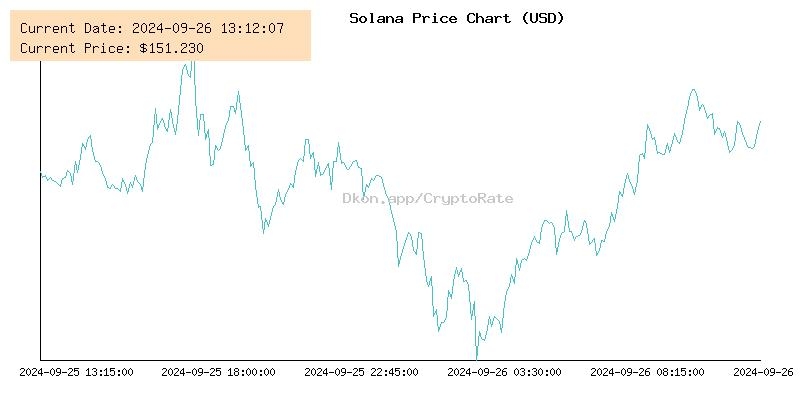 Solana Price Chart (USD)
Current Date: 2024-09-26 13:12:07
Current Price: $151.230
Dkon.app/CryptoRate
2024-09-25 13:15:00 2024-09-25 18:00:00 2024-09-25 22:45:00 2024-09-26 03:30:00 2024-09-26 08:15:00 2024-09-26